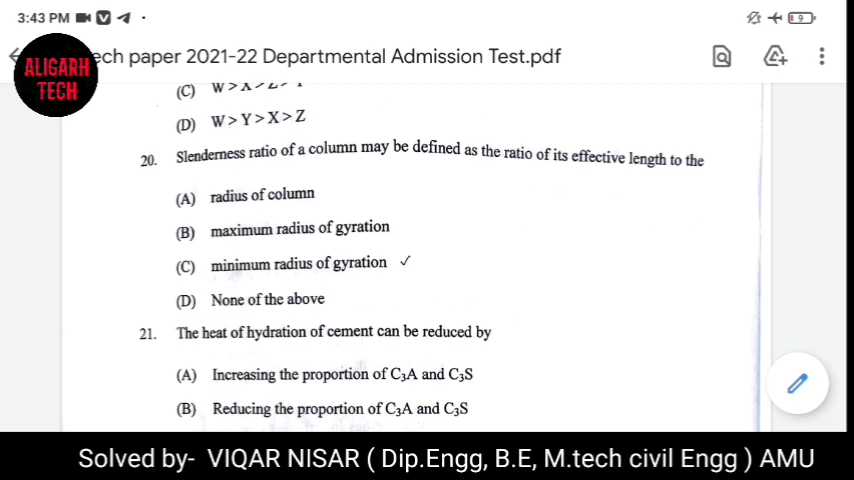 3:43 PM
9
ech paper 2021-22 Departmental Admission Test.pdf
ALIGARH
TECH
(C) W > X >
(D) W > Y > X > Z
20. Slenderness ratio of a column may be defined as the ratio of its effective length to the
(A) radius of column
(B) maximum radius of gyration
(C) minimum radius of gyration ✓
(D) None of the above
21. The heat of hydration of cement can be reduced by
(A) Increasing the proportion of C₃A and C₃S
(B) Reducing the proportion of C₃A and C₃S
Solved by- VIQAR NISAR ( Dip.Engg, B.E, M.tech civil Engg ) AMU